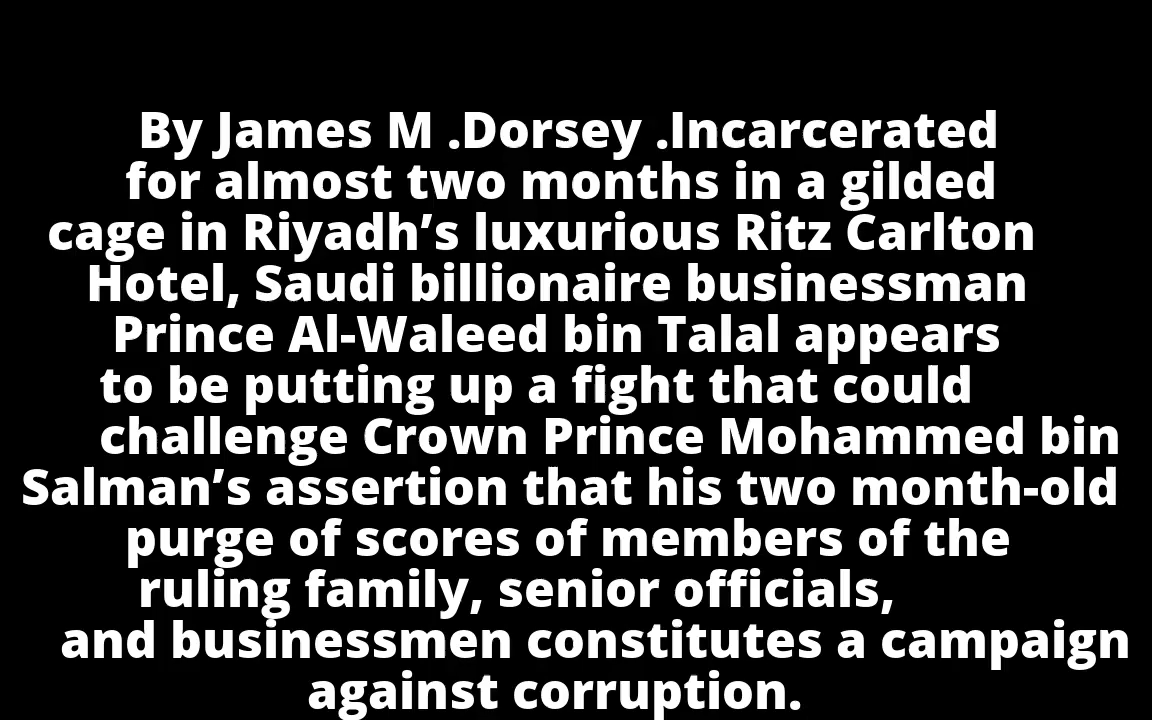 By James M .Dorsey .Incarcerated
for almost two months in a gilded
cage in Riyadh’s luxurious Ritz Carlton
Hotel, Saudi billionaire businessman
Prince Al-Waleed bin Talal appears
to be putting up a fight that could
challenge Crown Prince Mohammed bin
Salman’s assertion that his two month-old
purge of scores of members of the
ruling family, senior officials,
and businessmen constitutes a campaign
against corruption.